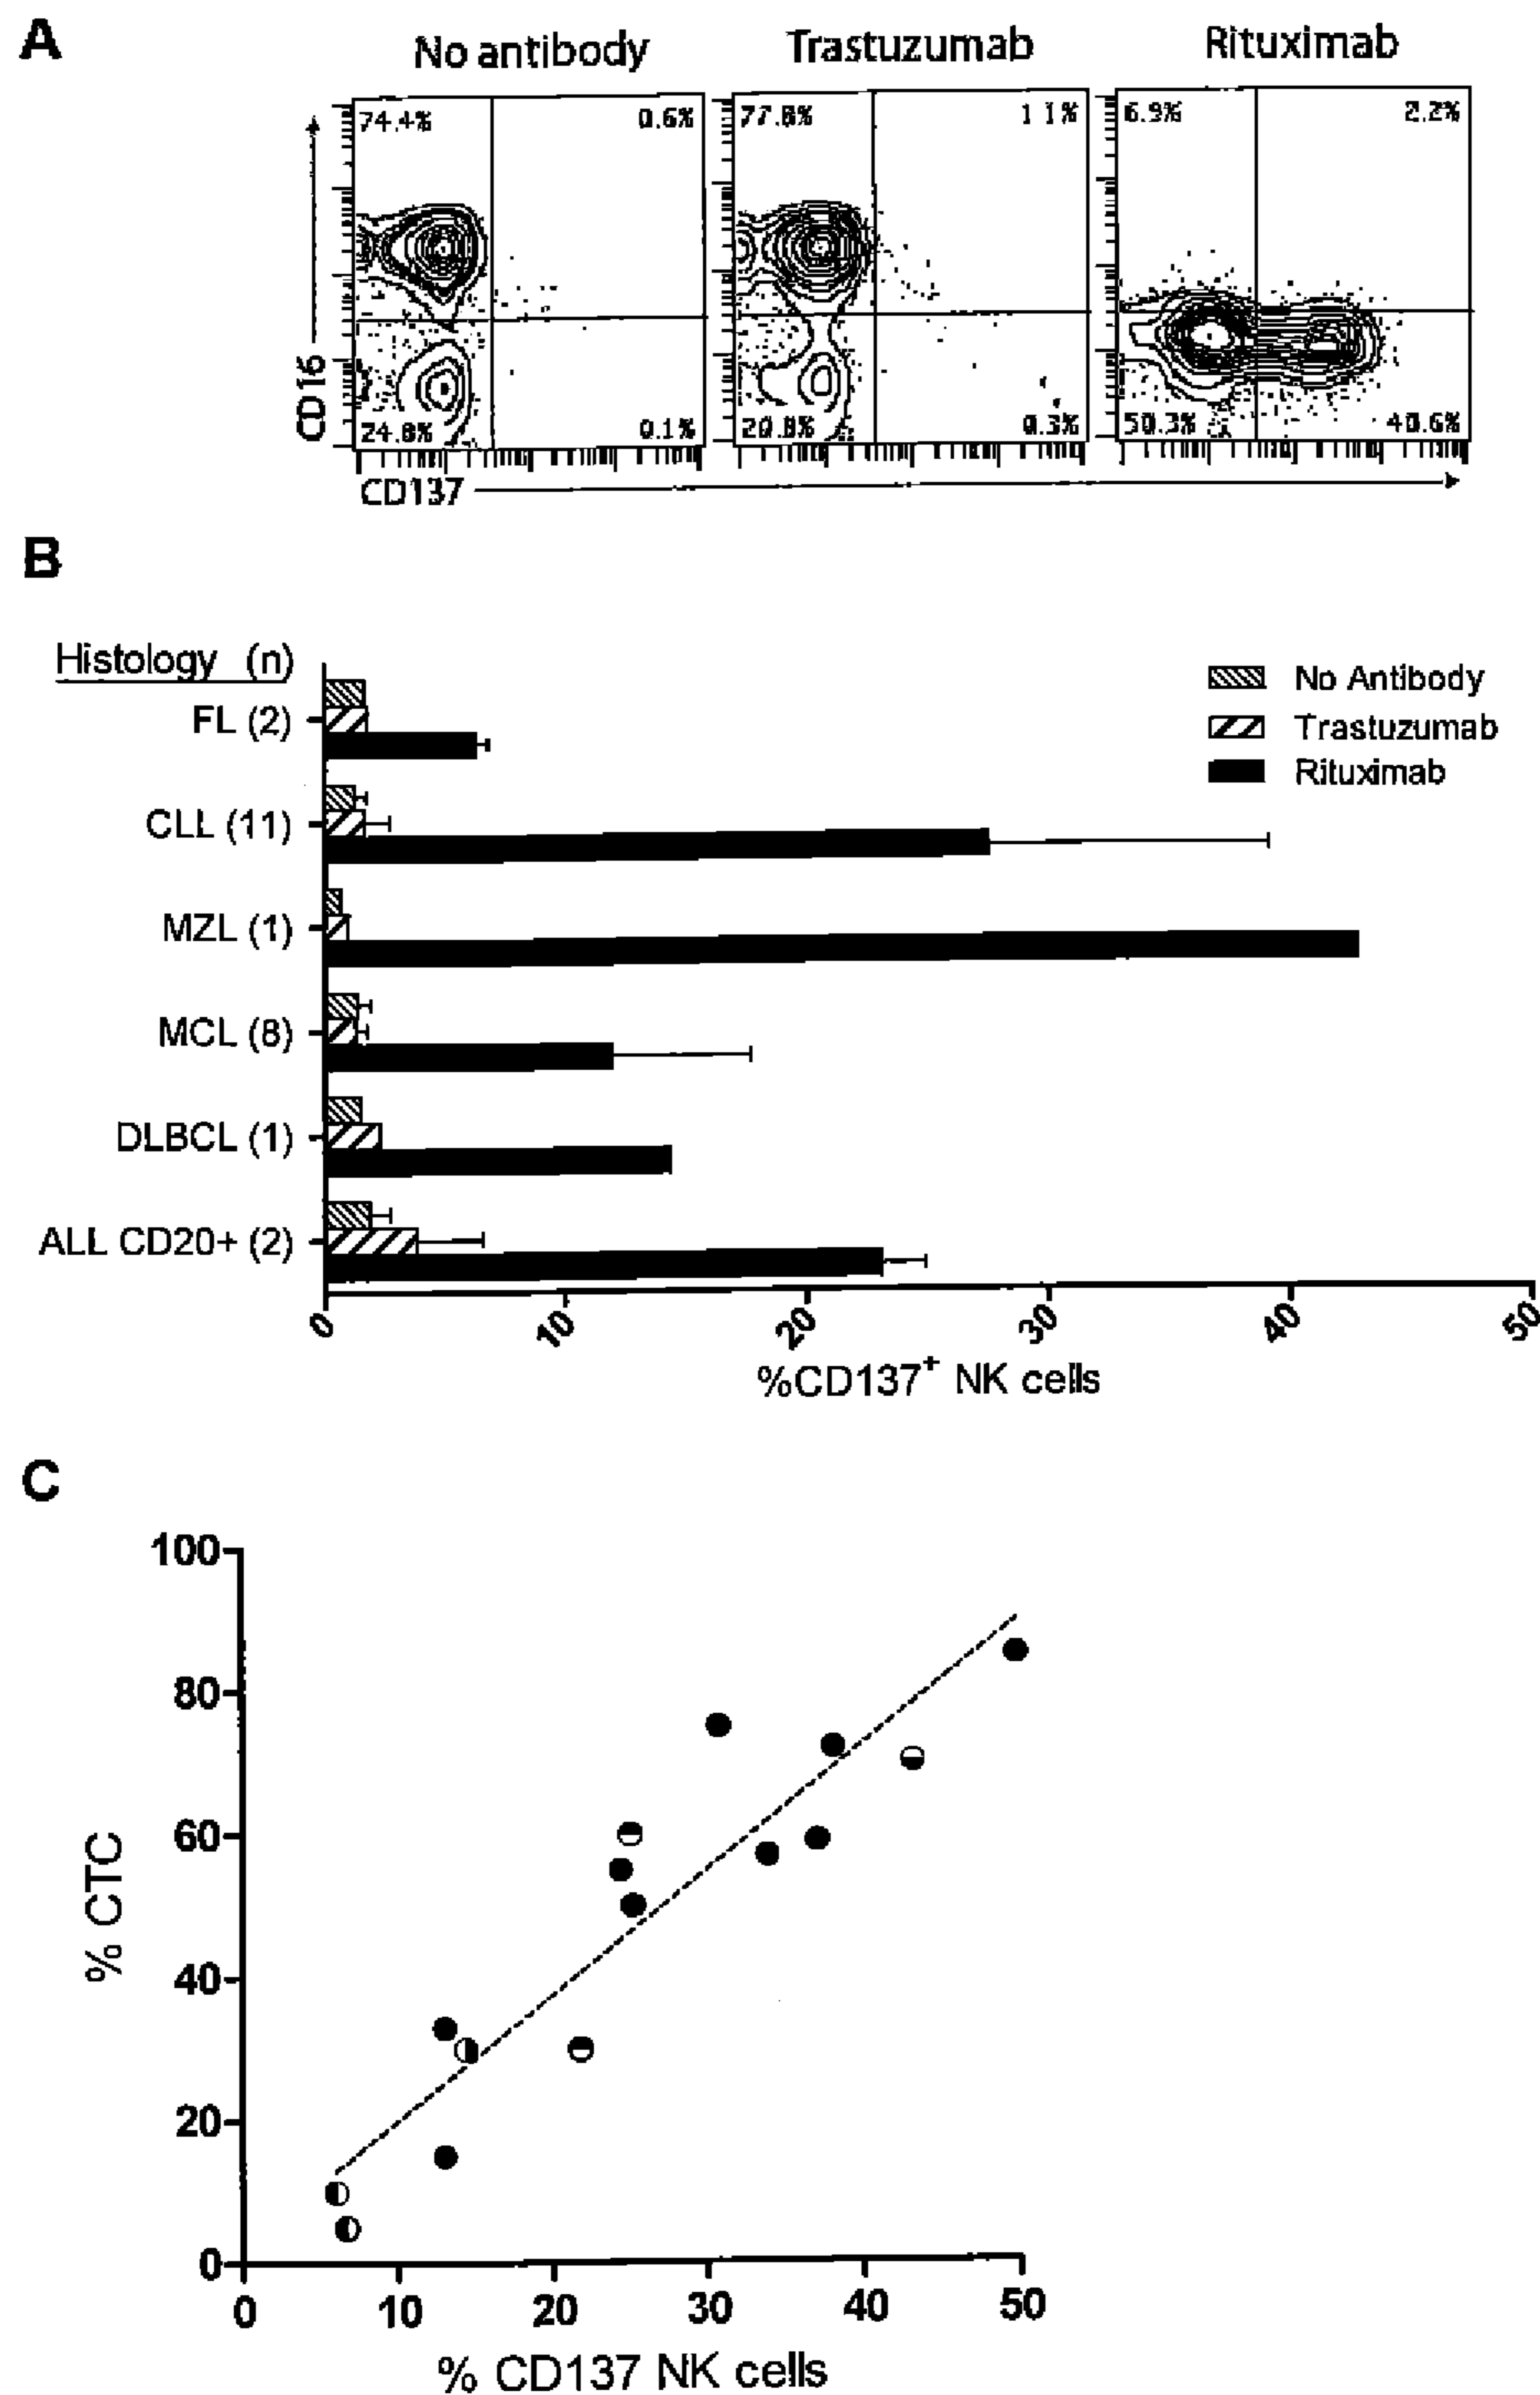 A
No antibody
Trastuzumab
Rituximab
74.4%
0.6%
77.8%
1 1%
6.9%
2.2%
CD16
24.8%
0.1%
20.8%
0.3%
50.3%
40.6%
CD137
B
Histology (n)
FL (2)
CLL (11)
MZL (1)
MCL (8)
DLBCL (1)
ALL CD20+ (2)
No Antibody
Trastuzumab
Rituximab
0 10 20 30 40 50
%CD137+ NK cells
C
100
80
60
40
20
0
% CTC
0 10 20 30 40 50
% CD137 NK cells